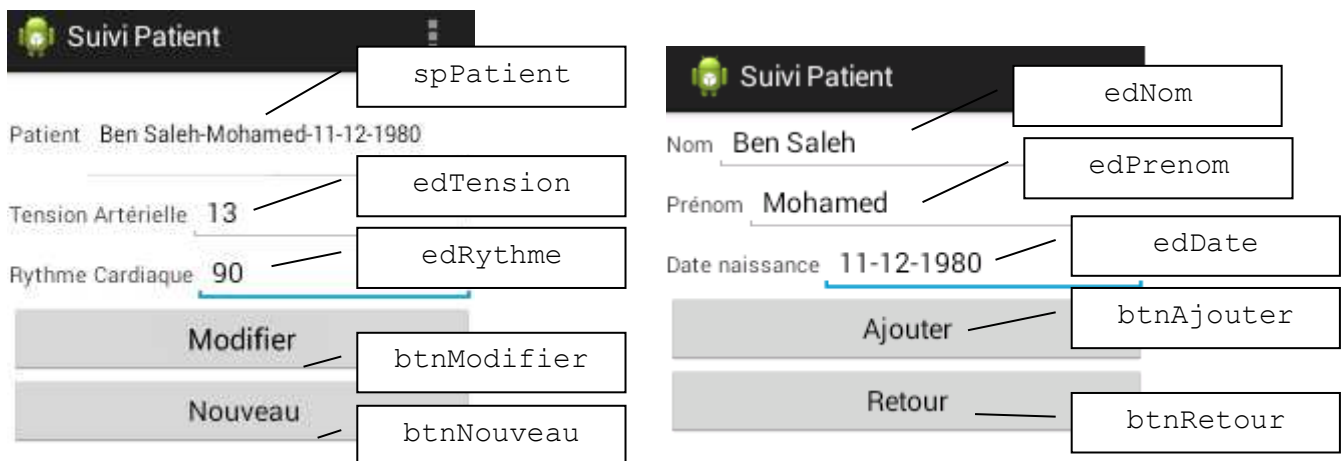 Suivi Patient
spPatient
Patient Ben Saleh-Mohamed-11-12-1980
edTension
Tension Artérielle 13
edRythme
Rythme Cardiaque 90
Modifier
btnModifier
Nouveau
btnNouveau
Suivi Patient
edNom
Nom Ben Saleh
edPrenom
Prénom Mohamed
edDate
Date naissance 11-12-1980
btnAjouter
Ajouter
Retour
btnRetour